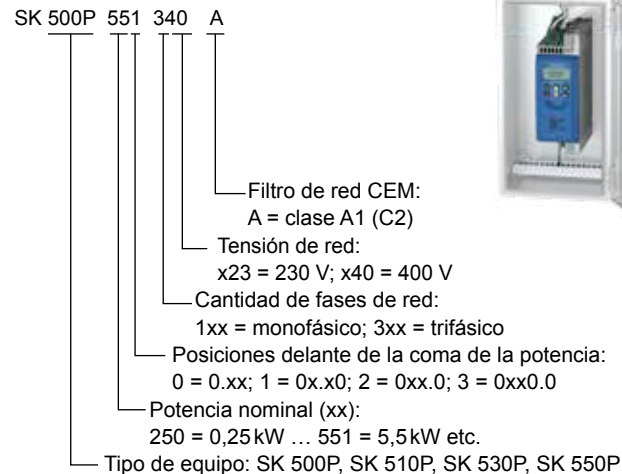 SK 500P 551 340 A
Filtro de red CEM:
A = clase A1 (C2)
Tensión de red:
x23 = 230 V; x40 = 400 V
Cantidad de fases de red:
1xx = monofásico; 3xx = trifásico
Posiciones delante de la coma de la potencia:
0 = 0.xx; 1 = 0x.x0; 2 = 0xx.0; 3 = 0xx0.0
Potencia nominal (xx):
250 = 0,25 kW … 551 = 5,5 kW etc.
Tipo de equipo: SK 500P, SK 510P, SK 530P, SK 550P